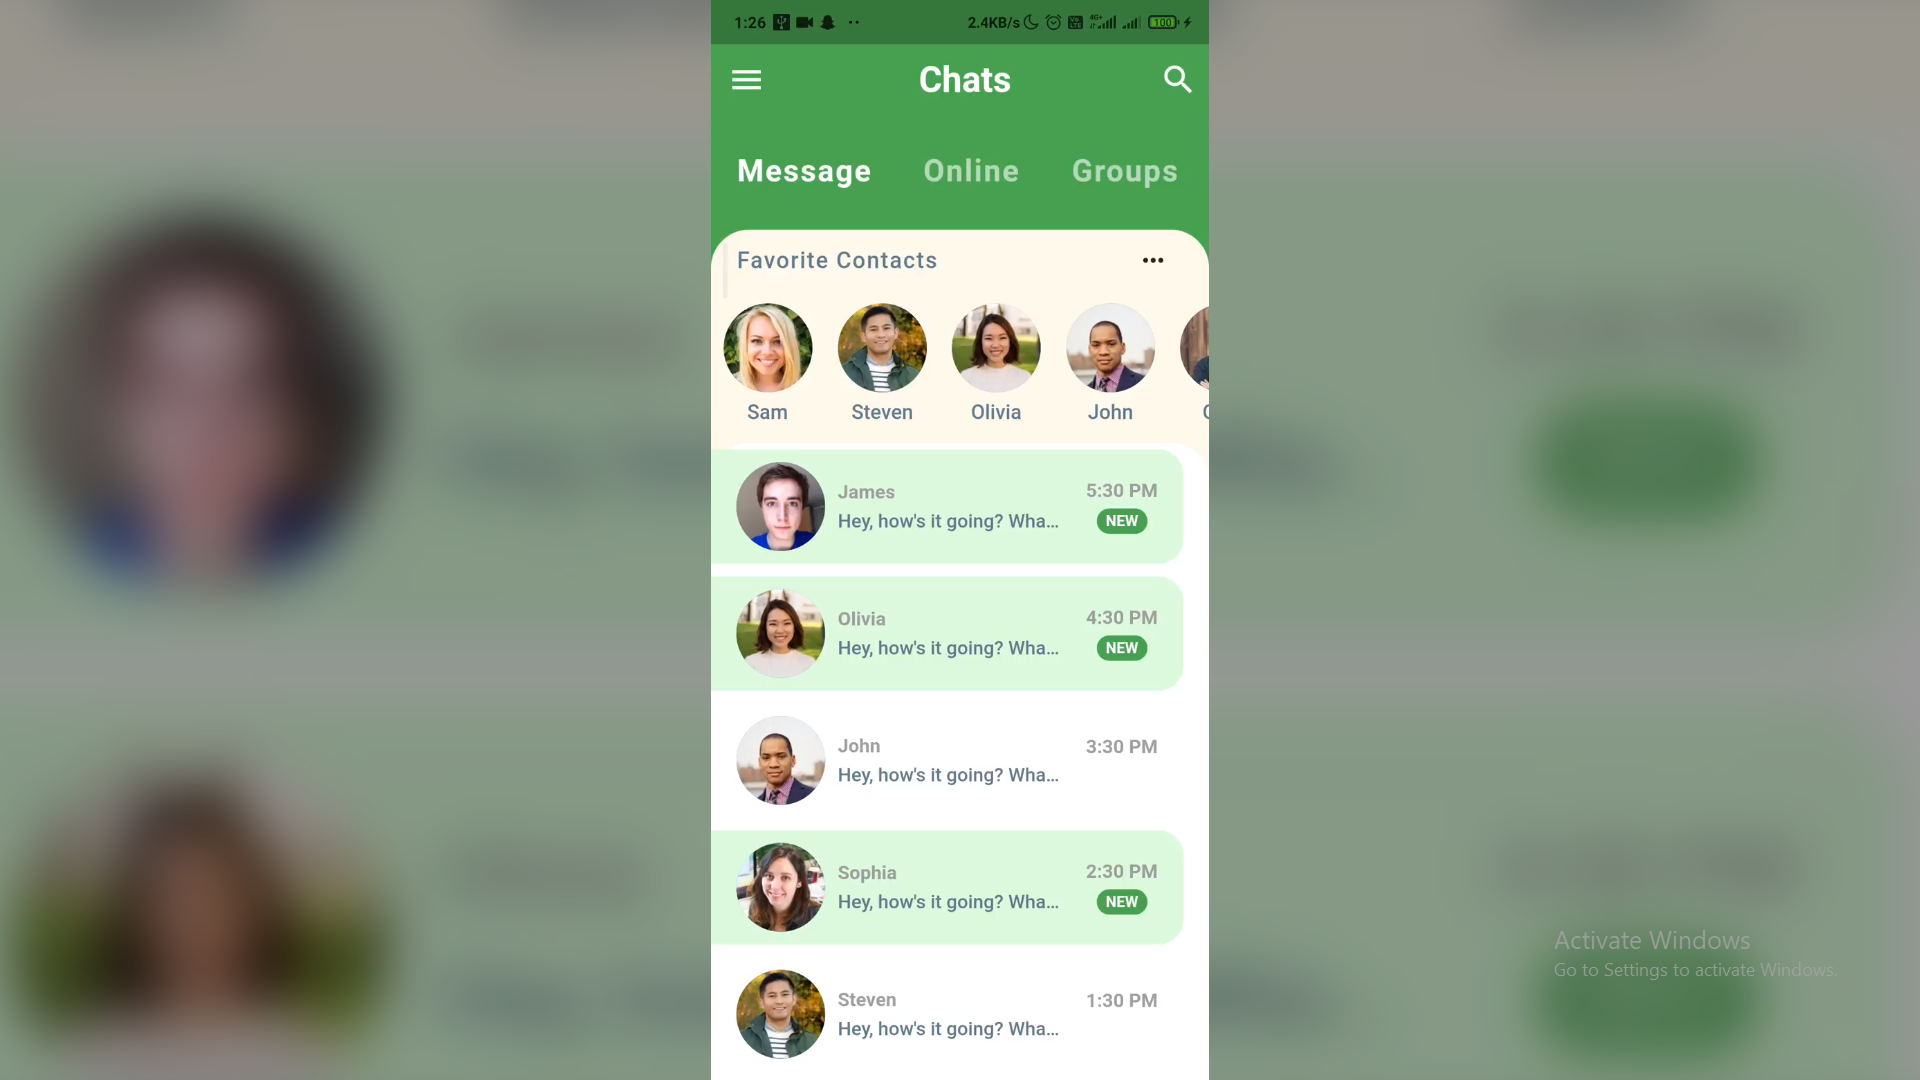 1:26 2.4KB/s 4G+ 100
Chats
Message Online Groups
Favorite Contacts
Sam Steven Olivia John
James 5:30 PM
Hey, how's it going? Wha... NEW
Olivia 4:30 PM
Hey, how's it going? Wha... NEW
John 3:30 PM
Hey, how's it going? Wha...
Sophia 2:30 PM
Hey, how's it going? Wha... NEW
Steven 1:30 PM
Hey, how's it going? Wha...
Activate Windows
Go to Settings to activate Windows.